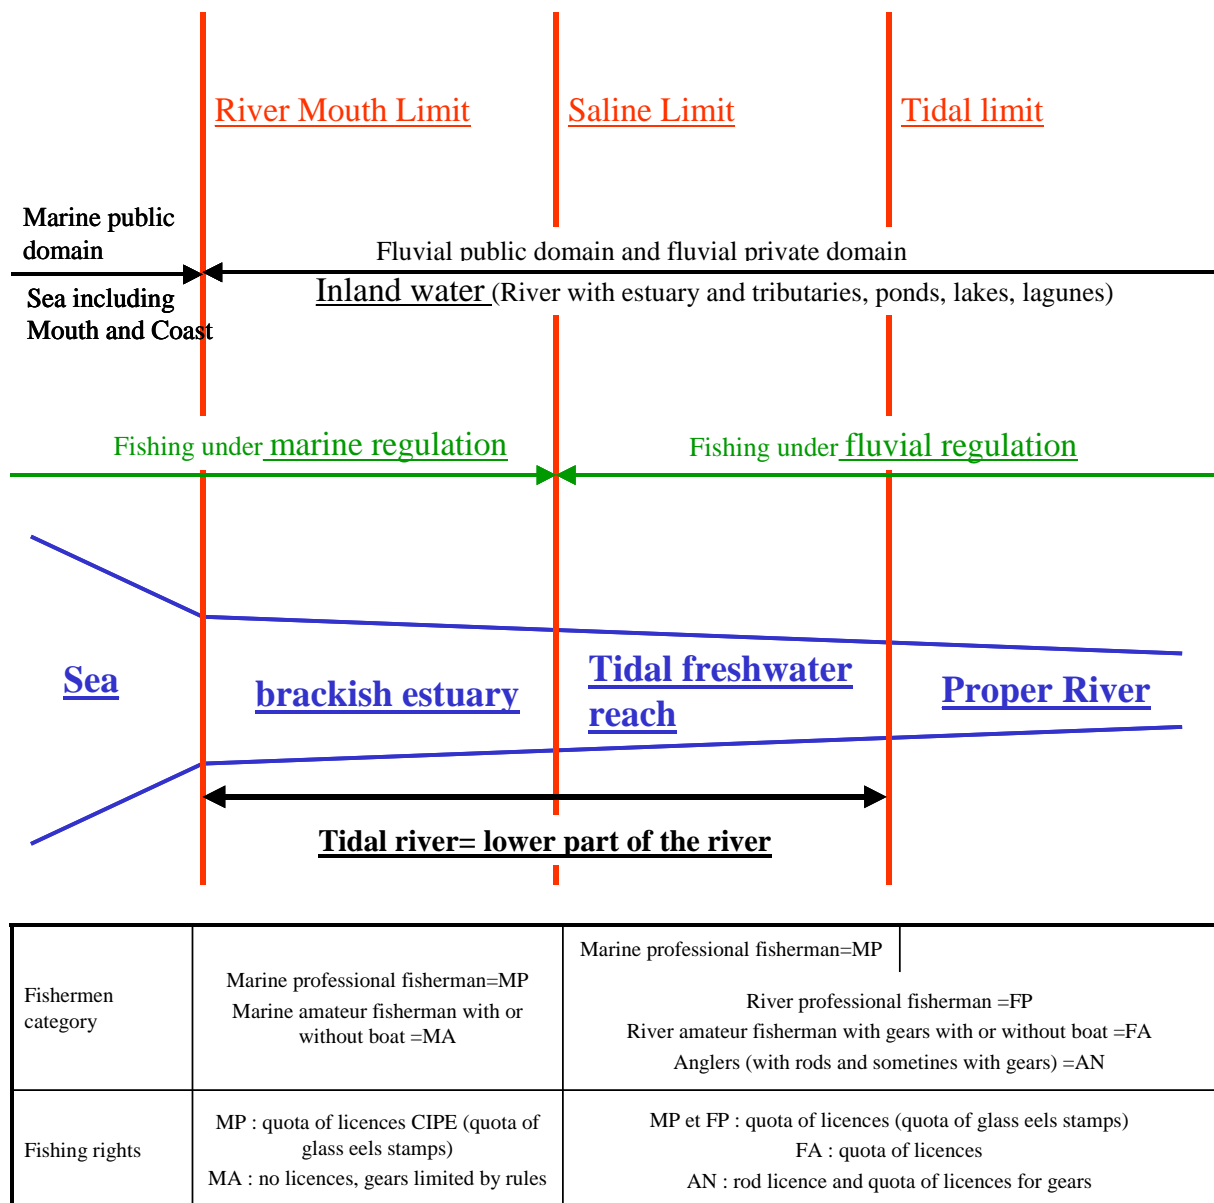 River Mouth Limit
Saline Limit
Tidal limit
Marine public
domain
Fluvial public domain and fluvial private domain
Sea including
Mouth and Coast
Inland water (River with estuary and tributaries, ponds, lakes, lagunes)
Fishing under marine regulation
Fishing under fluvial regulation
Sea
brackish estuary
Tidal freshwater
reach
Proper River
Tidal river= lower part of the river
Fishermen
category
Marine professional fisherman=MP
Marine amateur fisherman with or
without boat =MA
Marine professional fisherman=MP
River professional fisherman =FP
River amateur fisherman with gears with or without boat =FA
Anglers (with rods and sometines with gears) =AN
Fishing rights
MP : quota of licences CIPE (quota of
glass eels stamps)
MA : no licences, gears limited by rules
MP et FP : quota of licences (quota of glass eels stamps)
FA : quota of licences
AN : rod licence and quota of licences for gears